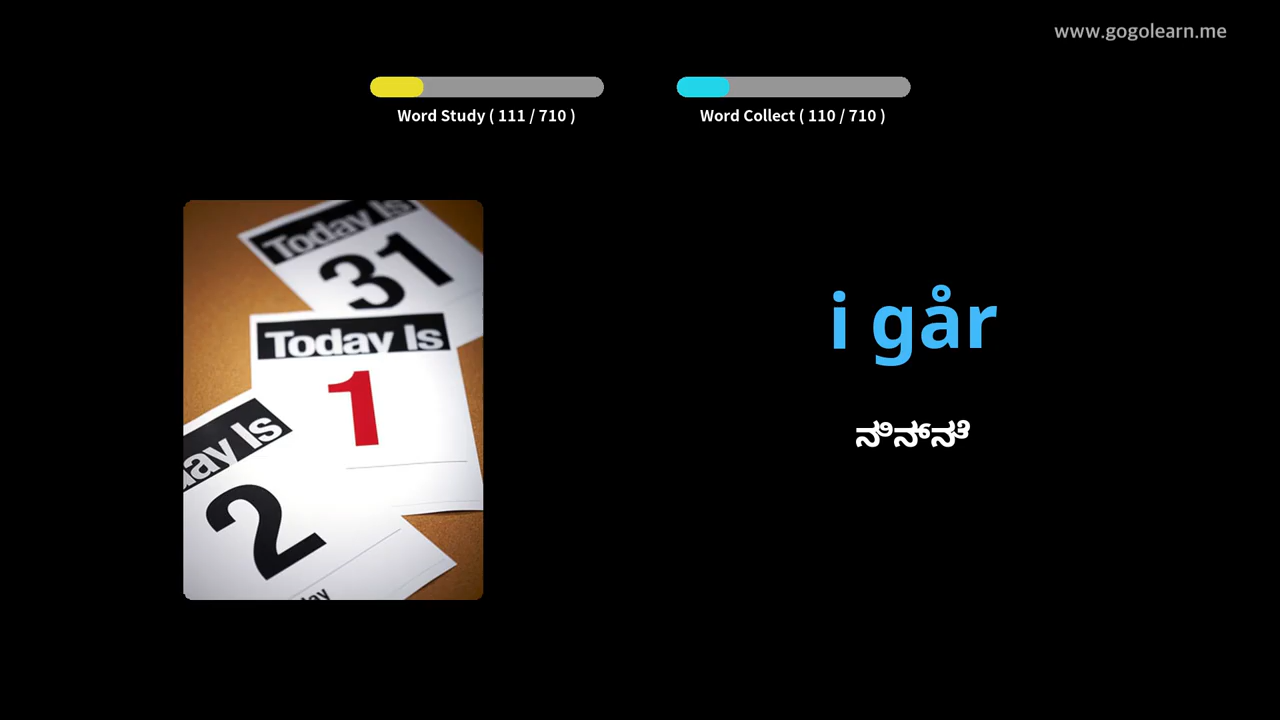 www.gogolearn.me
Word Study ( 111 / 710 )
Word Collect ( 110 / 710 )
Today Is
31
Today Is
1
ay Is
2
i går
ನಿನ್ನೆ